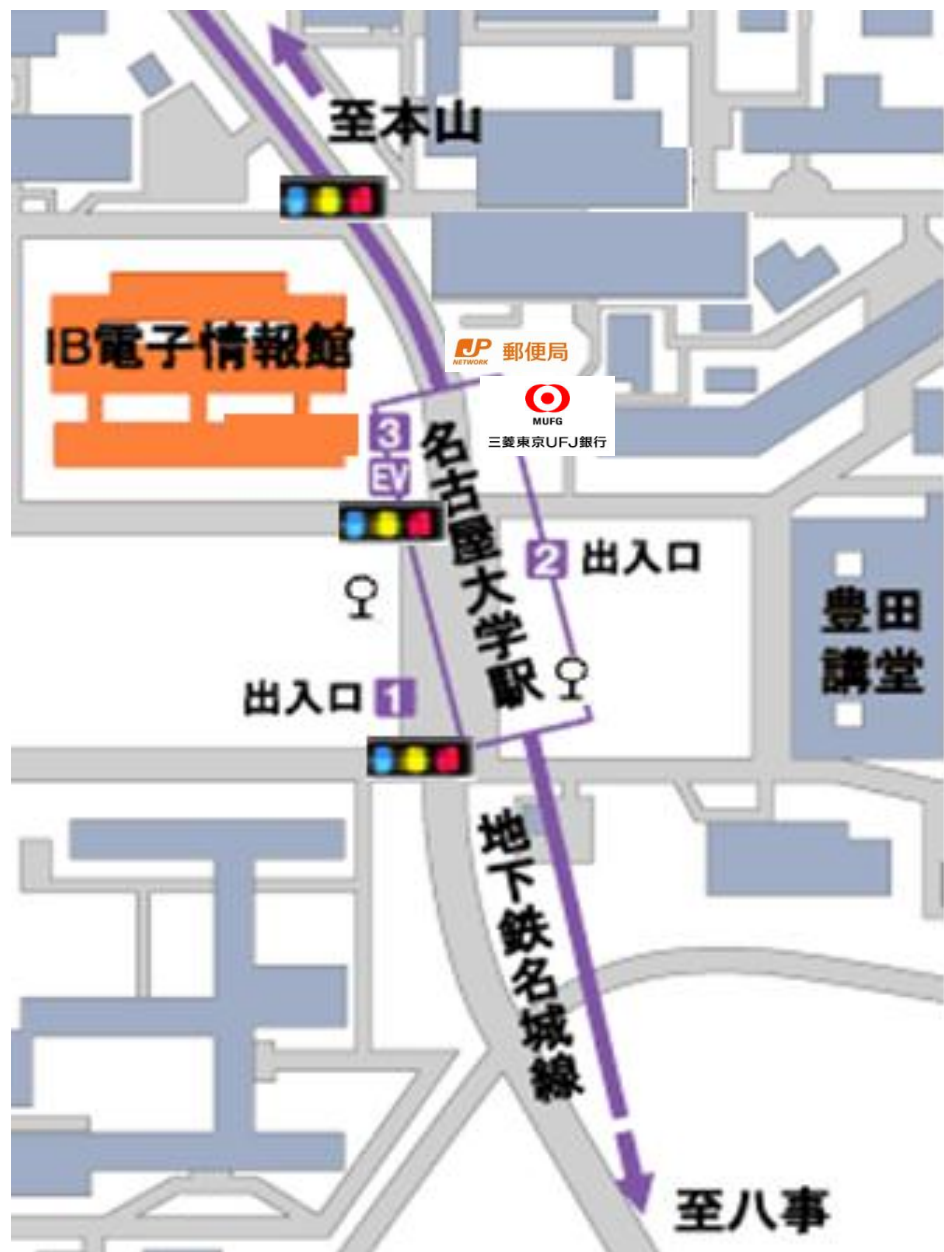 至本山
IB電子情報館
JP
NETWORK
郵便局
MUFG
三菱東京UFJ銀行
3
EV
名古屋大学駅
2 出入口
豊田
講堂
出入口 1
地下鉄名城線
至八事